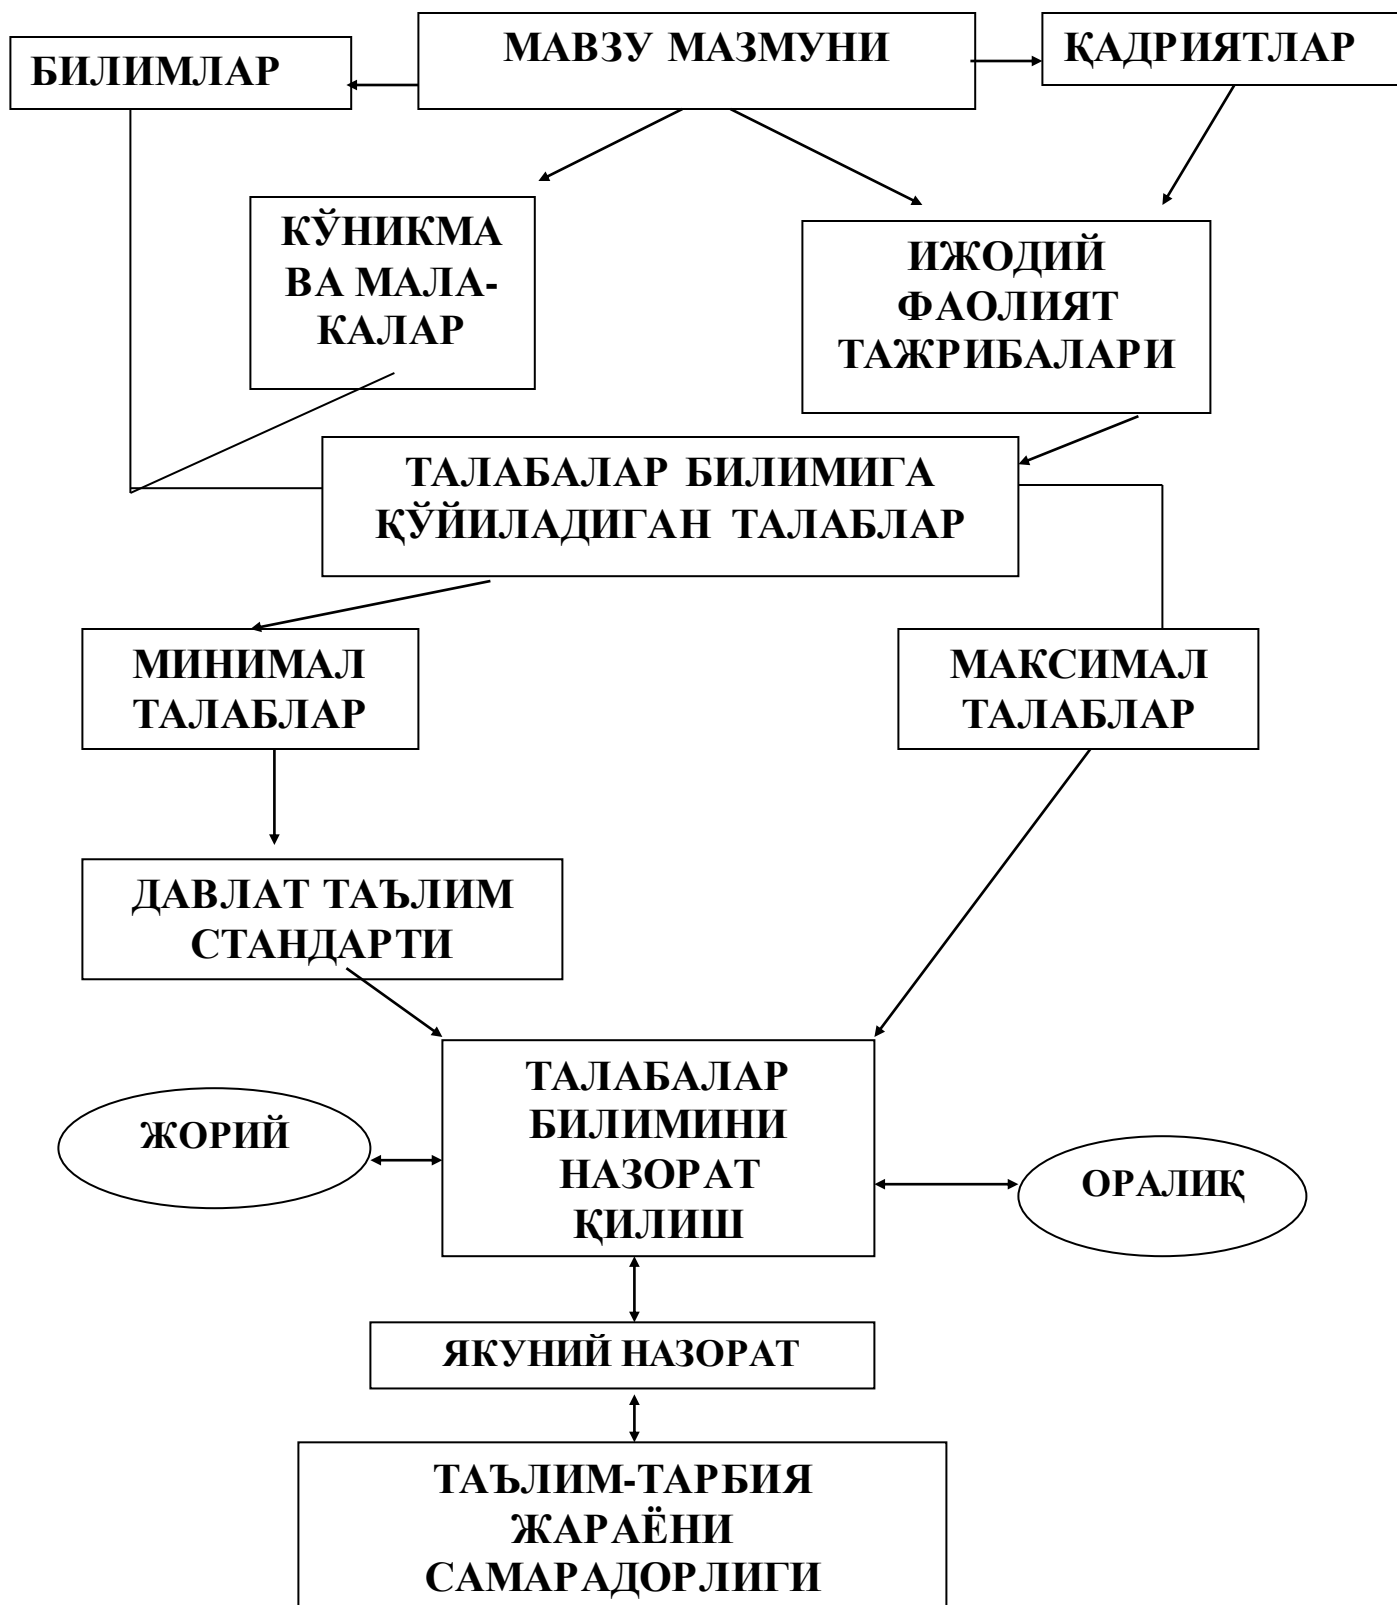 МАВЗУ МАЗМУНИ
БИЛИМЛАР
ҚАДРИЯТЛАР
КЎНИКМА
ВА МАЛА-
КАЛАР
ИЖОДИЙ
ФАОЛИЯТ
ТАЖРИБАЛАРИ
ТАЛАБАЛАР БИЛИМИГА
ҚЎЙИЛАДИГАН ТАЛАБЛАР
МИНИМАЛ
ТАЛАБЛАР
МАКСИМАЛ
ТАЛАБЛАР
ДАВЛАТ ТАЪЛИМ
СТАНДАРТИ
ТАЛАБАЛАР
БИЛИМИНИ
НАЗОРАТ
ҚИЛИШ
ЖОРИЙ
ОРАЛИҚ
ЯКУНИЙ НАЗОРАТ
ТАЪЛИМ-ТАРБИЯ
ЖАРАЁНИ
САМАРАДОРЛИГИ